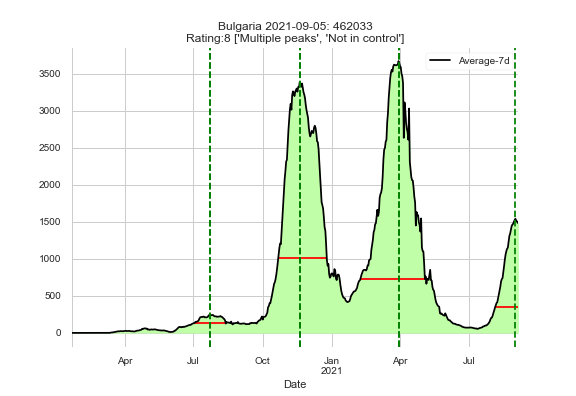 Bulgaria 2021-09-05: 462033
Rating:8 ['Multiple peaks', 'Not in control']
Average-7d
3500
3000
2500
2000
1500
1000
500
0
Apr Jul Oct Jan Apr Jul
2021
Date